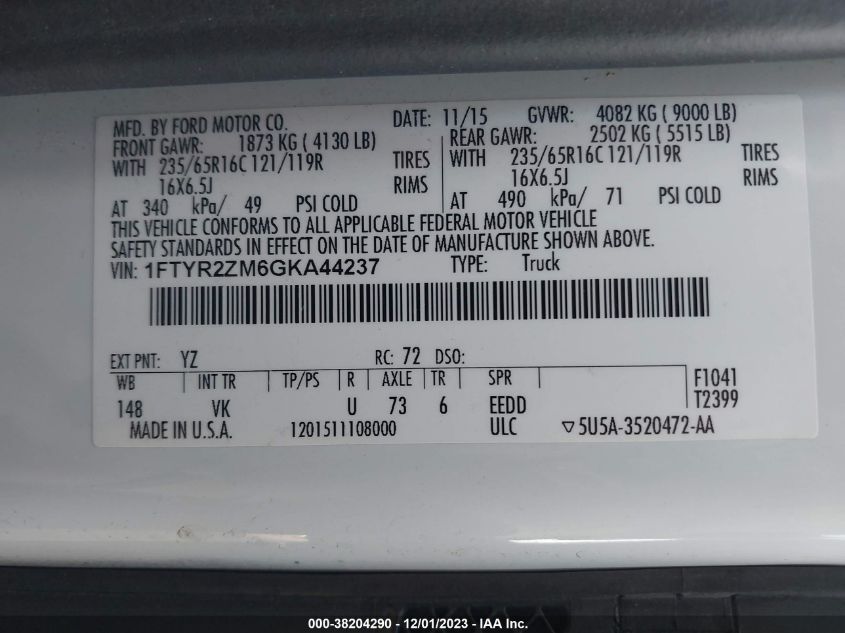 MFD. BY FORD MOTOR CO. DATE: 11/15 GVWR: 4082 KG ( 9000 LB)
FRONT GAWR: 1873 KG ( 4130 LB) REAR GAWR: 2502 KG ( 5515 LB)
WITH 235/65R16C 121/119R TIRES WITH 235/65R16C 121/119R TIRES
16X6.5J RIMS 16X6.5J RIMS
AT 340 kPa/ 49 PSI COLD AT 490 kPa/ 71 PSI COLD
THIS VEHICLE CONFORMS TO ALL APPLICABLE FEDERAL MOTOR VEHICLE
SAFETY STANDARDS IN EFFECT ON THE DATE OF MANUFACTURE SHOWN ABOVE.
VIN: 1FTYR2ZM6GKA44237 TYPE: Truck
EXT PNT: YZ RC: 72 DSO:
WB INT TR TP/PS R AXLE TR SPR F1041
148 VK U 73 6 EEDD T2399
MADE IN U.S.A. 1201511108000 ULC ▽5U5A-3520472-AA
000-38204290 - 12/01/2023 - IAA Inc.